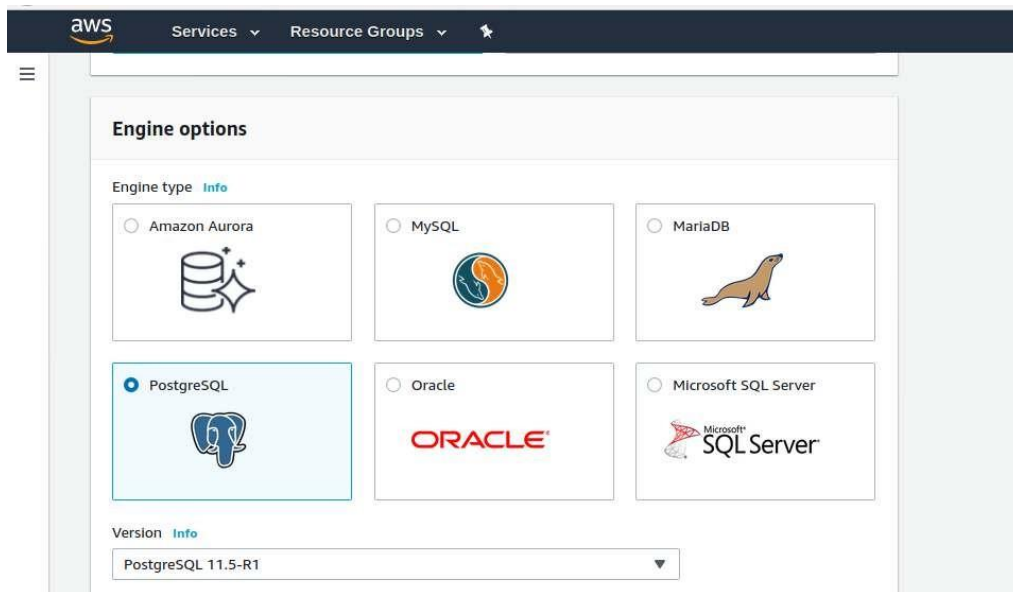 aws Services Resource Groups
Engine options
Engine type Info
Amazon Aurora MySQL MariaDB
PostgreSQL Oracle Microsoft SQL Server
ORACLE Microsoft SQL Server
Version Info
PostgreSQL 11.5-R1